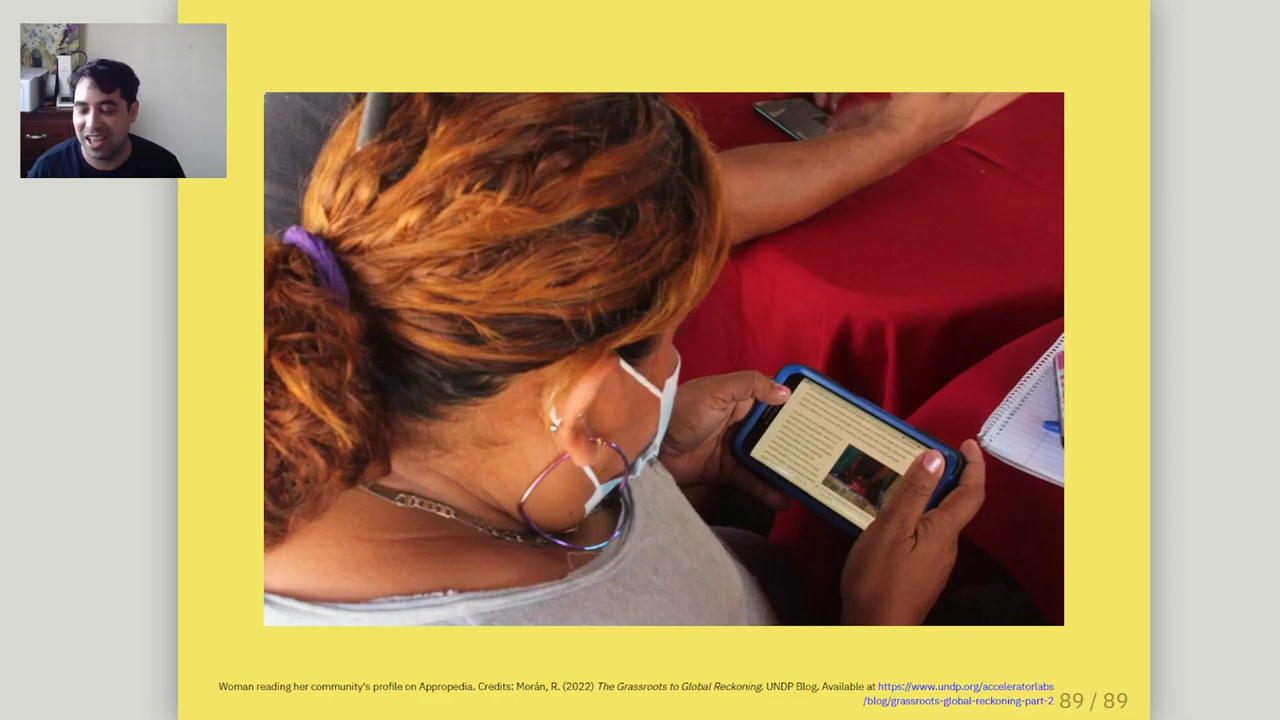 Woman reading her community's profile on Appropedia. Credits: Morán, R. (2022) The Grassroots to Global Reckoning. UNDP Blog. Available at https://www.undp.org/acceleratorlabs
/blog/grassroots-global-reckoning-part-2
89 / 89